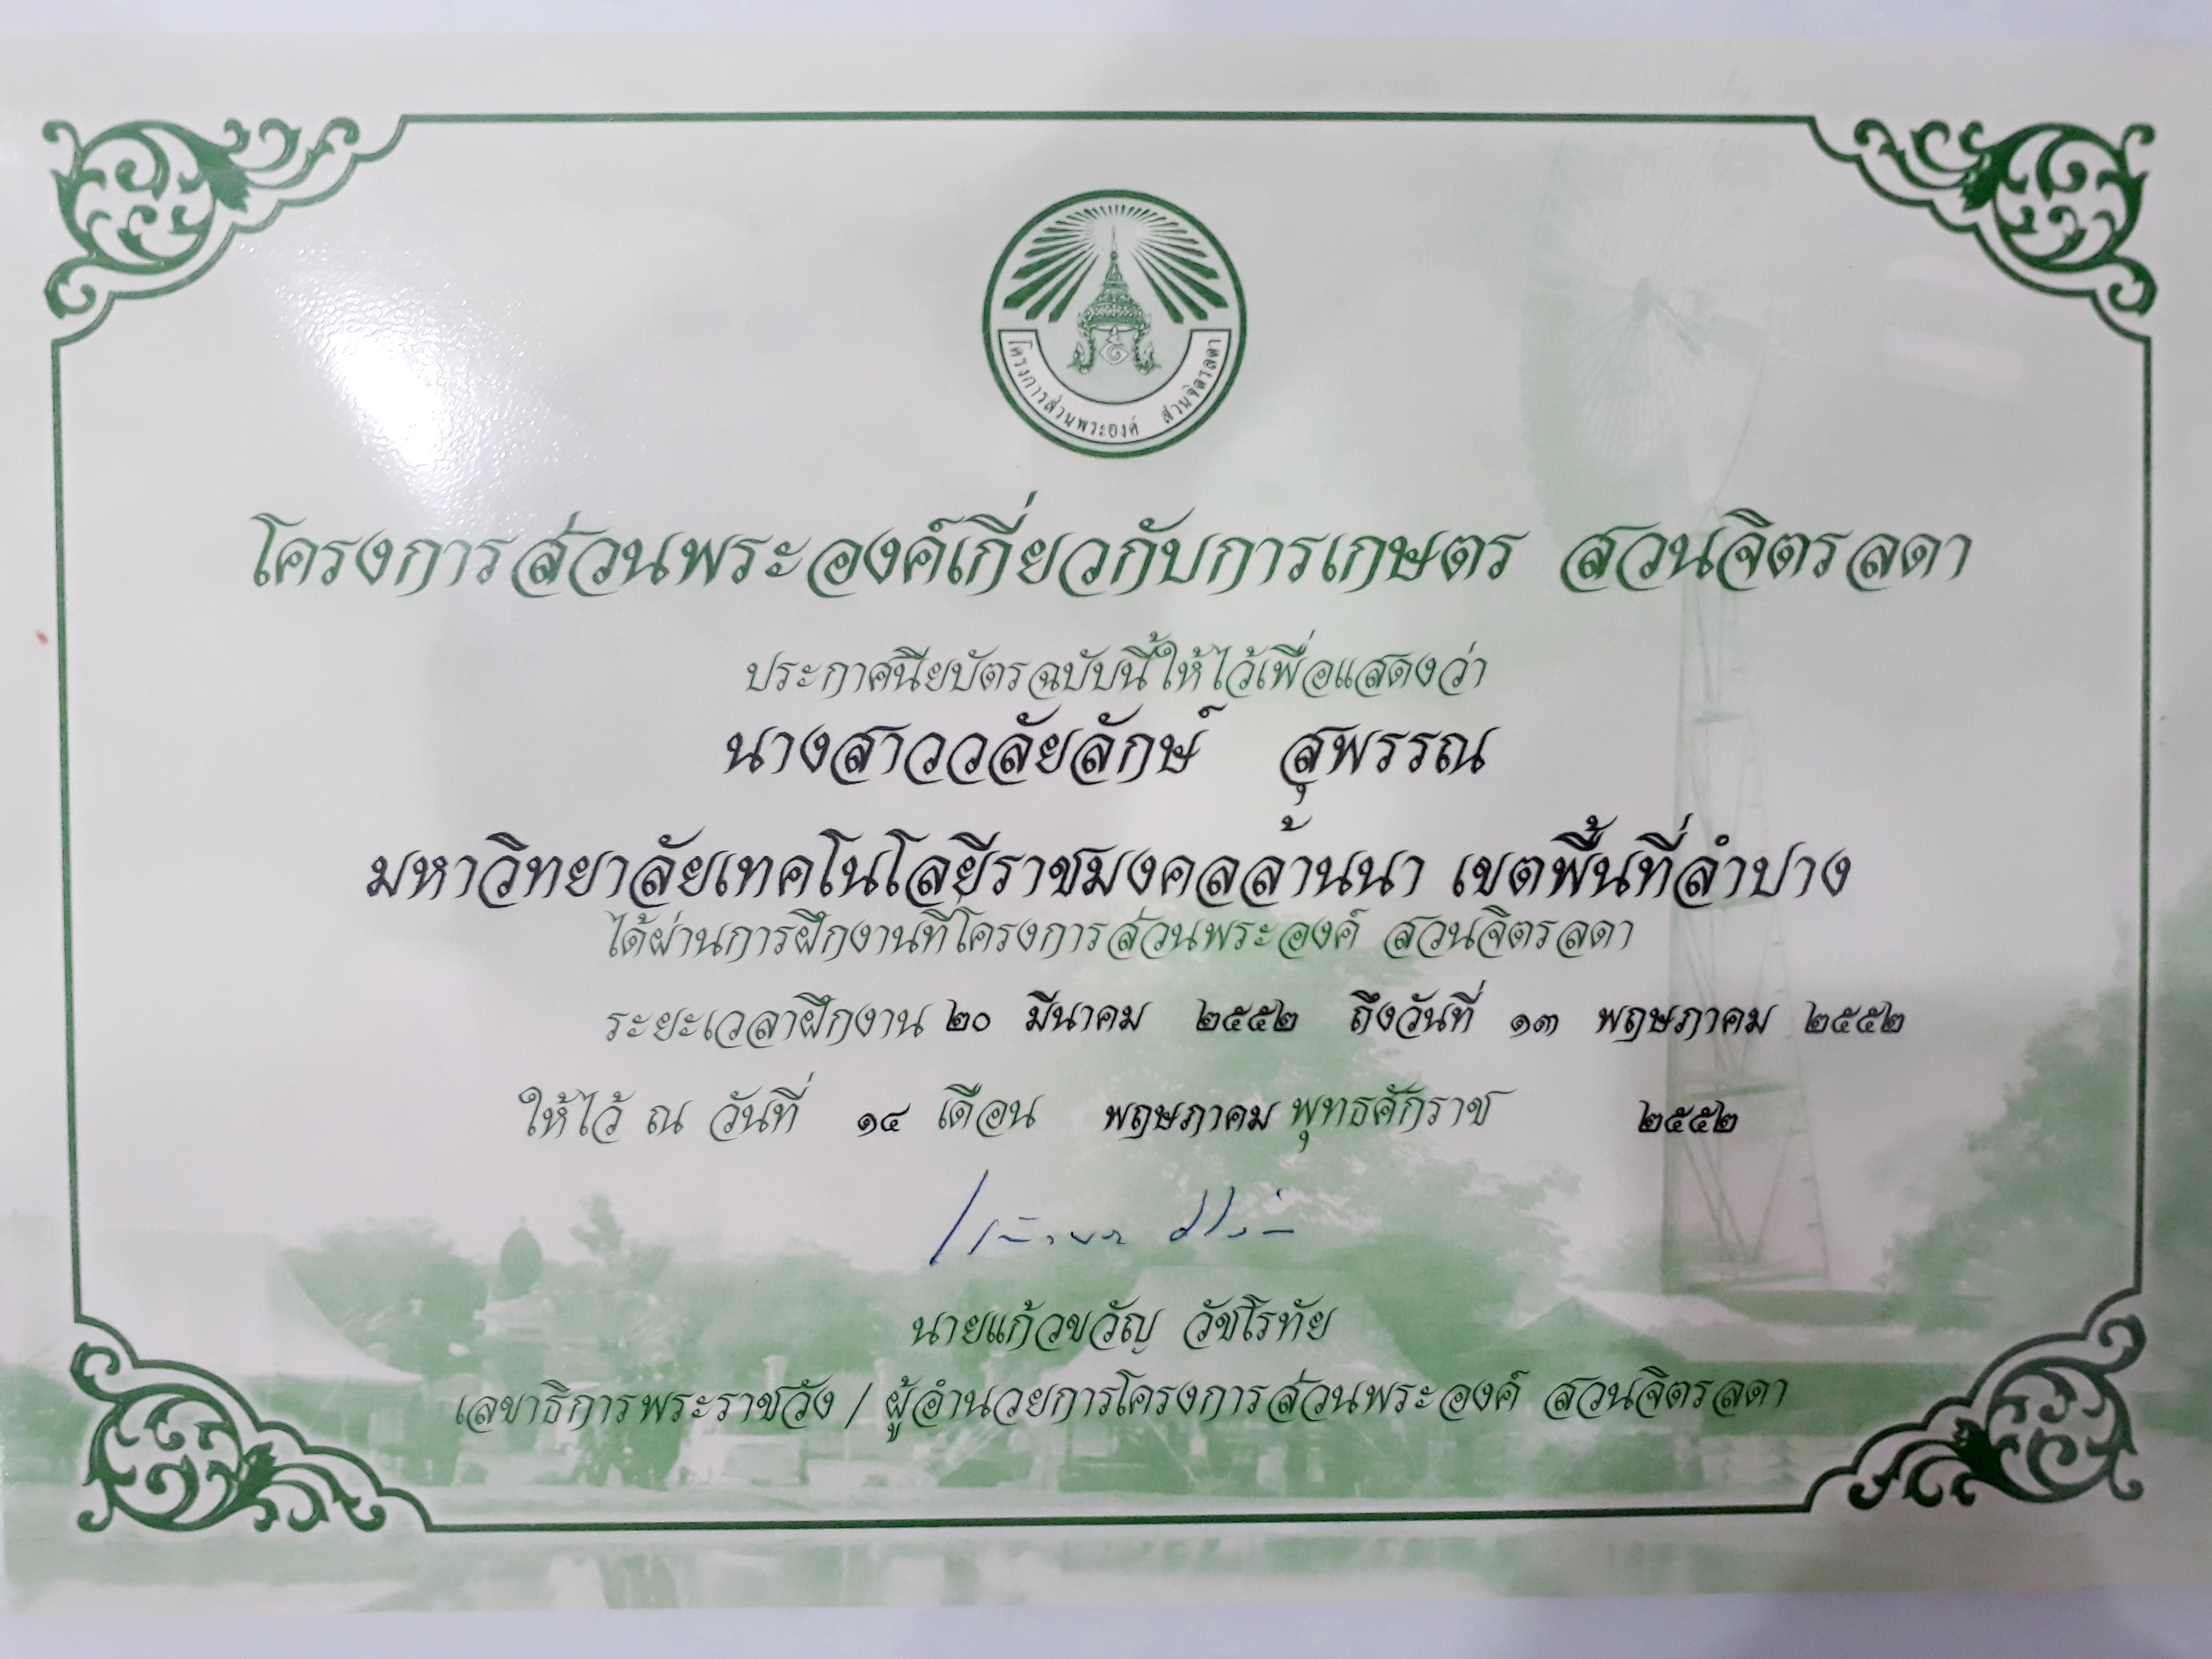 โครงการส่วนพระองค์ สวนจิตรลดา
โครงการส่วนพระองค์เกี่ยวกับการเกษตร สวนจิตรลดา
ประกาศนียบัตรฉบับนี้ให้ไว้เพื่อแสดงว่า
นางสาววลัยลักษ์ สุพรรณ
มหาวิทยาลัยเทคโนโลยีราชมงคลล้านนา เขตพื้นที่ลำปาง
ได้ผ่านการฝึกงานที่โครงการส่วนพระองค์ สวนจิตรลดา
ระยะเวลาฝึกงาน ๒๐ มีนาคม ๒๕๕๒ ถึงวันที่ ๑๓ พฤษภาคม ๒๕๕๒
ให้ไว้ ณ วันที่ ๑๔ เดือน พฤษภาคม พุทธศักราช ๒๕๕๒
นายแก้วขวัญ วัชโรทัย
เลขาธิการพระราชวัง / ผู้อำนวยการโครงการส่วนพระองค์ สวนจิตรลดา